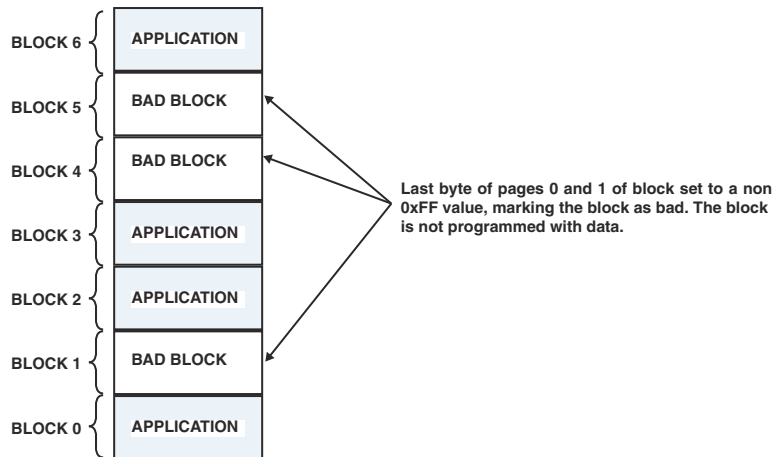 BLOCK 6 APPLICATION
BLOCK 5 BAD BLOCK
BLOCK 4 BAD BLOCK
Last byte of pages 0 and 1 of block set to a non
0xFF value, marking the block as bad. The block
is not programmed with data.
BLOCK 3 APPLICATION
BLOCK 2 APPLICATION
BLOCK 1 BAD BLOCK
BLOCK 0 APPLICATION